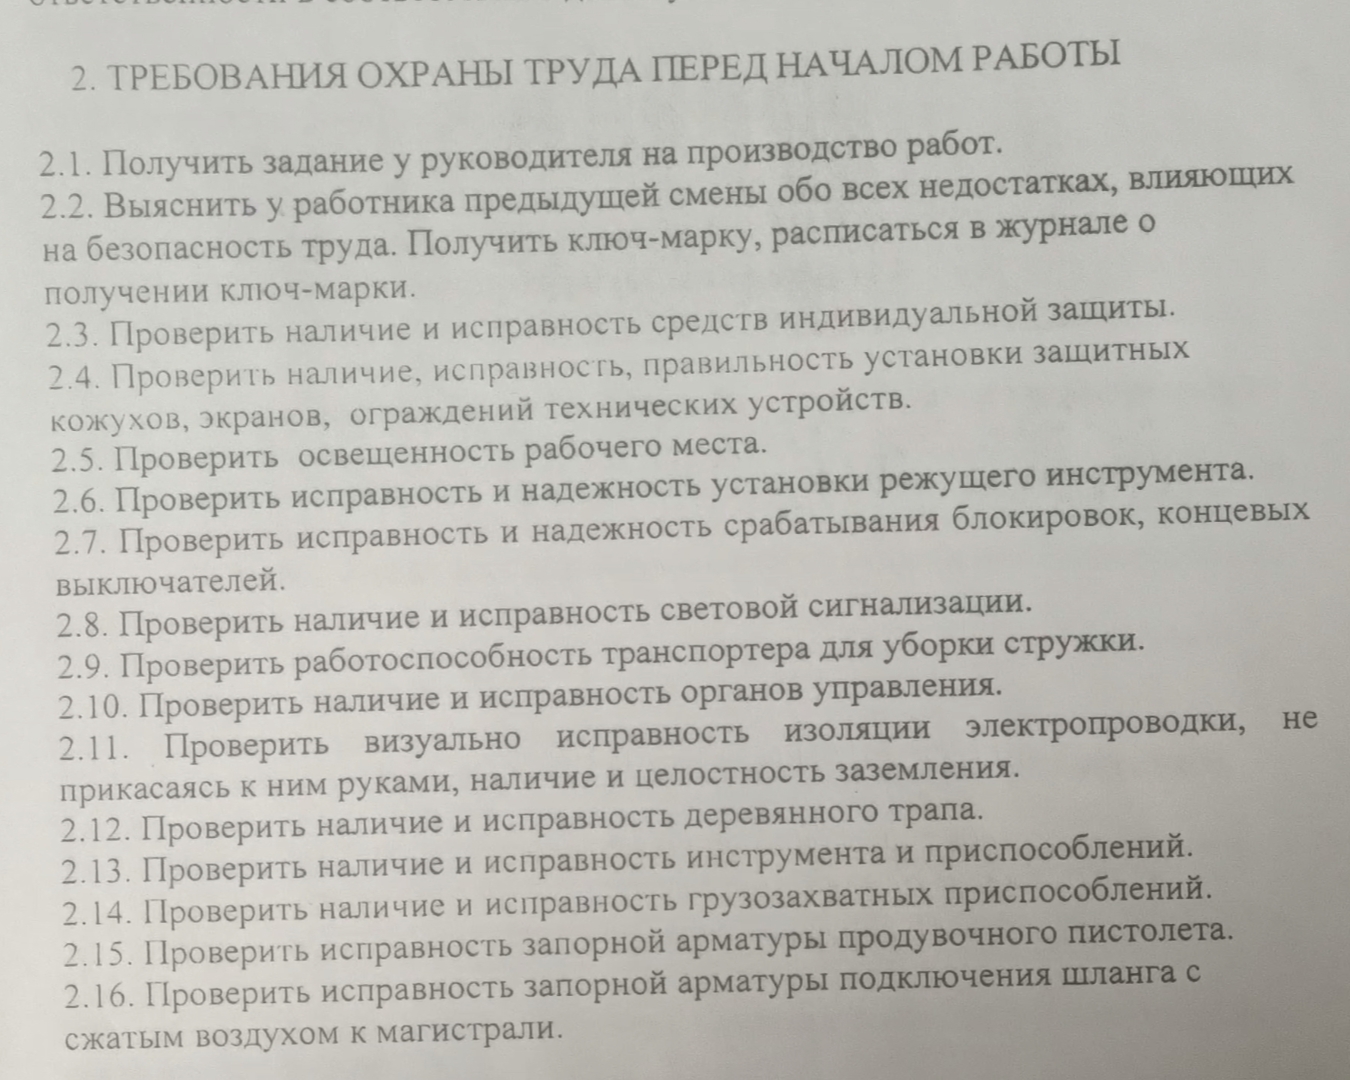 2. ТРЕБОВАНИЯ ОХРАНЫ ТРУДА ПЕРЕД НАЧАЛОМ РАБОТЫ
2.1. Получить задание у руководителя на производство работ.
2.2. Выяснить у работника предыдущей смены обо всех недостатках, влияющих
на безопасность труда. Получить ключ-марку, расписаться в журнале о
получении ключ-марки.
2.3. Проверить наличие и исправность средств индивидуальной защиты.
2.4. Проверить наличие, исправность, правильность установки защитных
кожухов, экранов, ограждений технических устройств.
2.5. Проверить освещенность рабочего места.
2.6. Проверить исправность и надежность установки режущего инструмента.
2.7. Проверить исправность и надежность срабатывания блокировок, концевых
выключателей.
2.8. Проверить наличие и исправность световой сигнализации.
2.9. Проверить работоспособность транспортера для уборки стружки.
2.10. Проверить наличие и исправность органов управления.
2.11. Проверить визуально исправность изоляции электропроводки, не
прикасаясь к ним руками, наличие и целостность заземления.
2.12. Проверить наличие и исправность деревянного трапа.
2.13. Проверить наличие и исправность инструмента и приспособлений.
2.14. Проверить наличие и исправность грузозахватных приспособлений.
2.15. Проверить исправность запорной арматуры продувочного пистолета.
2.16. Проверить исправность запорной арматуры подключения шланга с
сжатым воздухом к магистрали.